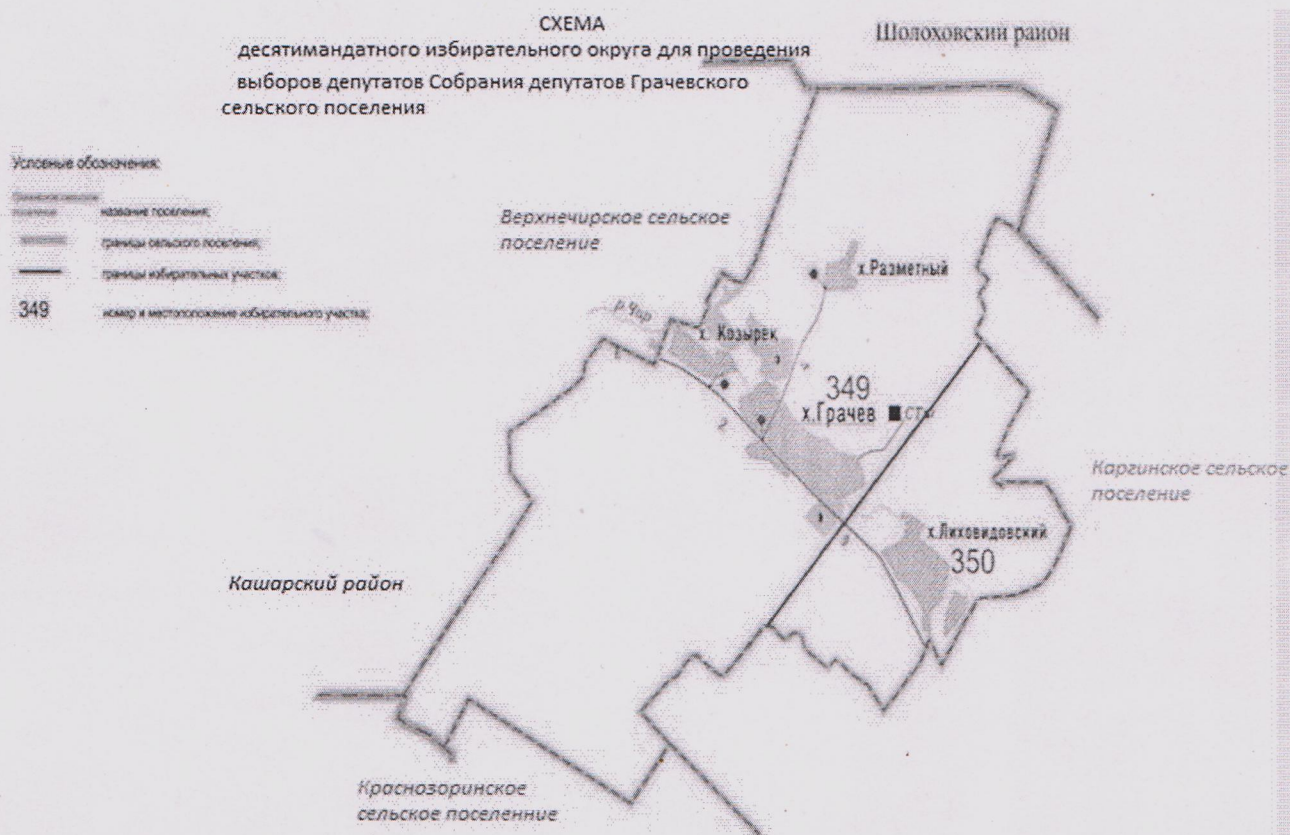 СХЕМА
десятимандатного избирательного округа для проведения
выборов депутатов Собрания депутатов Грачевского
сельского поселения
Шолоховский район
Условные обозначения:
название поселения;
границы сельского поселения;
границы избирательных участков;
349
номер и местоположение избирательного участка;
Верхнечирское сельское
поселение
х.Разметный
р.Чир
х. Козырек
349
х.Грачев
Каргинское сельское
поселение
х.Лиховидовский
350
Кашарский район
Краснозоринское
сельское поселенние